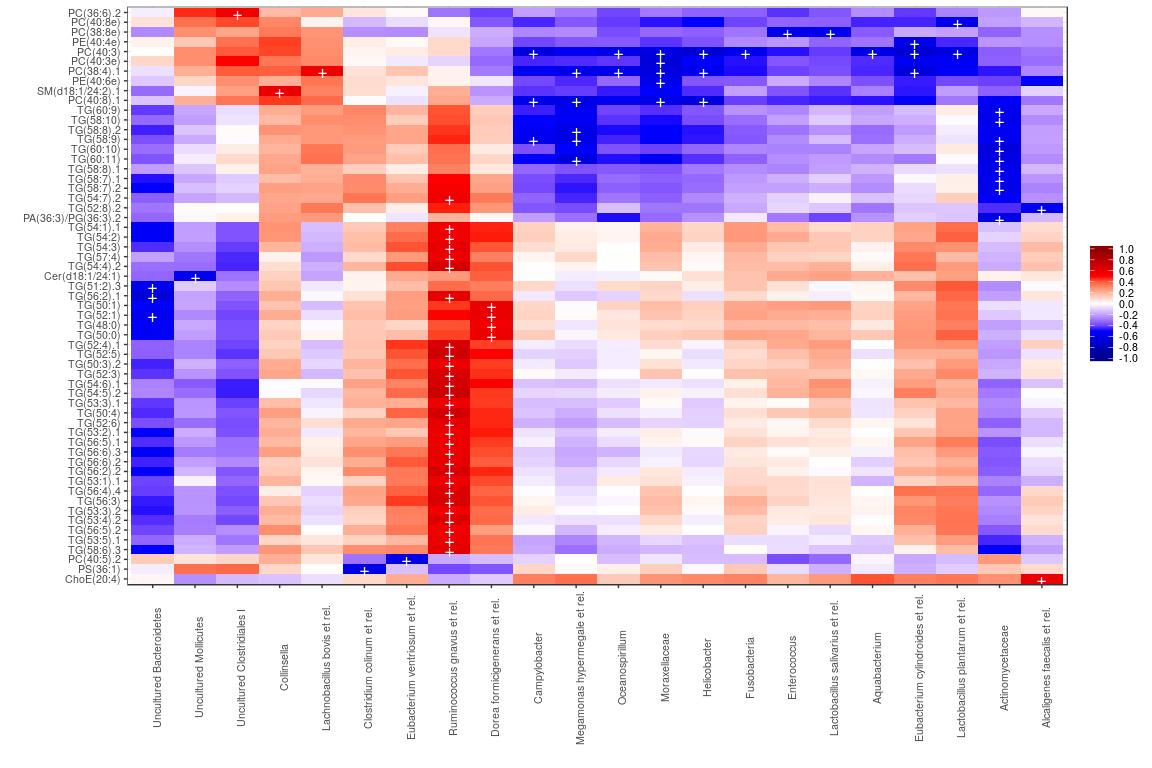 PC(36:6).2
PC(40:8e)
PC(38:8e)
PE(40:4e)
PC(40:3)
PC(40:3e)
PC(38:4).1
PE(40:6e)
SM(d18:1/24:2).1
PC(40:8).1
TG(60:9)
TG(58:10)
TG(58:8).2
TG(58:9)
TG(60:10)
TG(60:11)
TG(58:8).1
TG(58:7).1
TG(58:7).2
TG(54:7).2
TG(52:8).2
PA(36:3)/PG(36:3).2
TG(54:1).1
TG(54:2)
TG(54:3)
TG(57:4)
TG(54:4).2
Cer(d18:1/24:1)
TG(51:2).3
TG(56:2).1
TG(50:1)
TG(52:1)
TG(48:0)
TG(50:0)
TG(52:4).1
TG(52:5)
TG(50:3).2
TG(52:3)
TG(54:6).1
TG(54:5).2
TG(53:3).1
TG(50:4)
TG(52:6)
TG(53:2).1
TG(56:5).1
TG(56:6).3
TG(56:6).2
TG(56:2).2
TG(53:1).1
TG(56:4).4
TG(56:3)
TG(53:3).2
TG(53:4).2
TG(56:5).2
TG(53:5).1
TG(58:6).3
PC(40:5).2
PS(36:1)
ChoE(20:4)
Uncultured Bacteroidetes
Uncultured Mollicutes
Uncultured Clostridiales I
Collinsella
Lachnobacillus bovis et rel.
Clostridium colinum et rel.
Eubacterium ventriosum et rel.
Ruminococcus gnavus et rel.
Dorea formicigenerans et rel.
Campylobacter
Megamonas hypermegale et rel.
Oceanospirillum
Moraxellaceae
Helicobacter
Fusobacteria
Enterococcus
Lactobacillus salivarius et rel.
Aquabacterium
Eubacterium cylindroides et rel.
Lactobacillus plantarum et rel.
Actinomycetaceae
Alcaligenes faecalis et rel.
1.0
0.8
0.6
0.4
0.2
0.0
-0.2
-0.4
-0.6
-0.8
-1.0